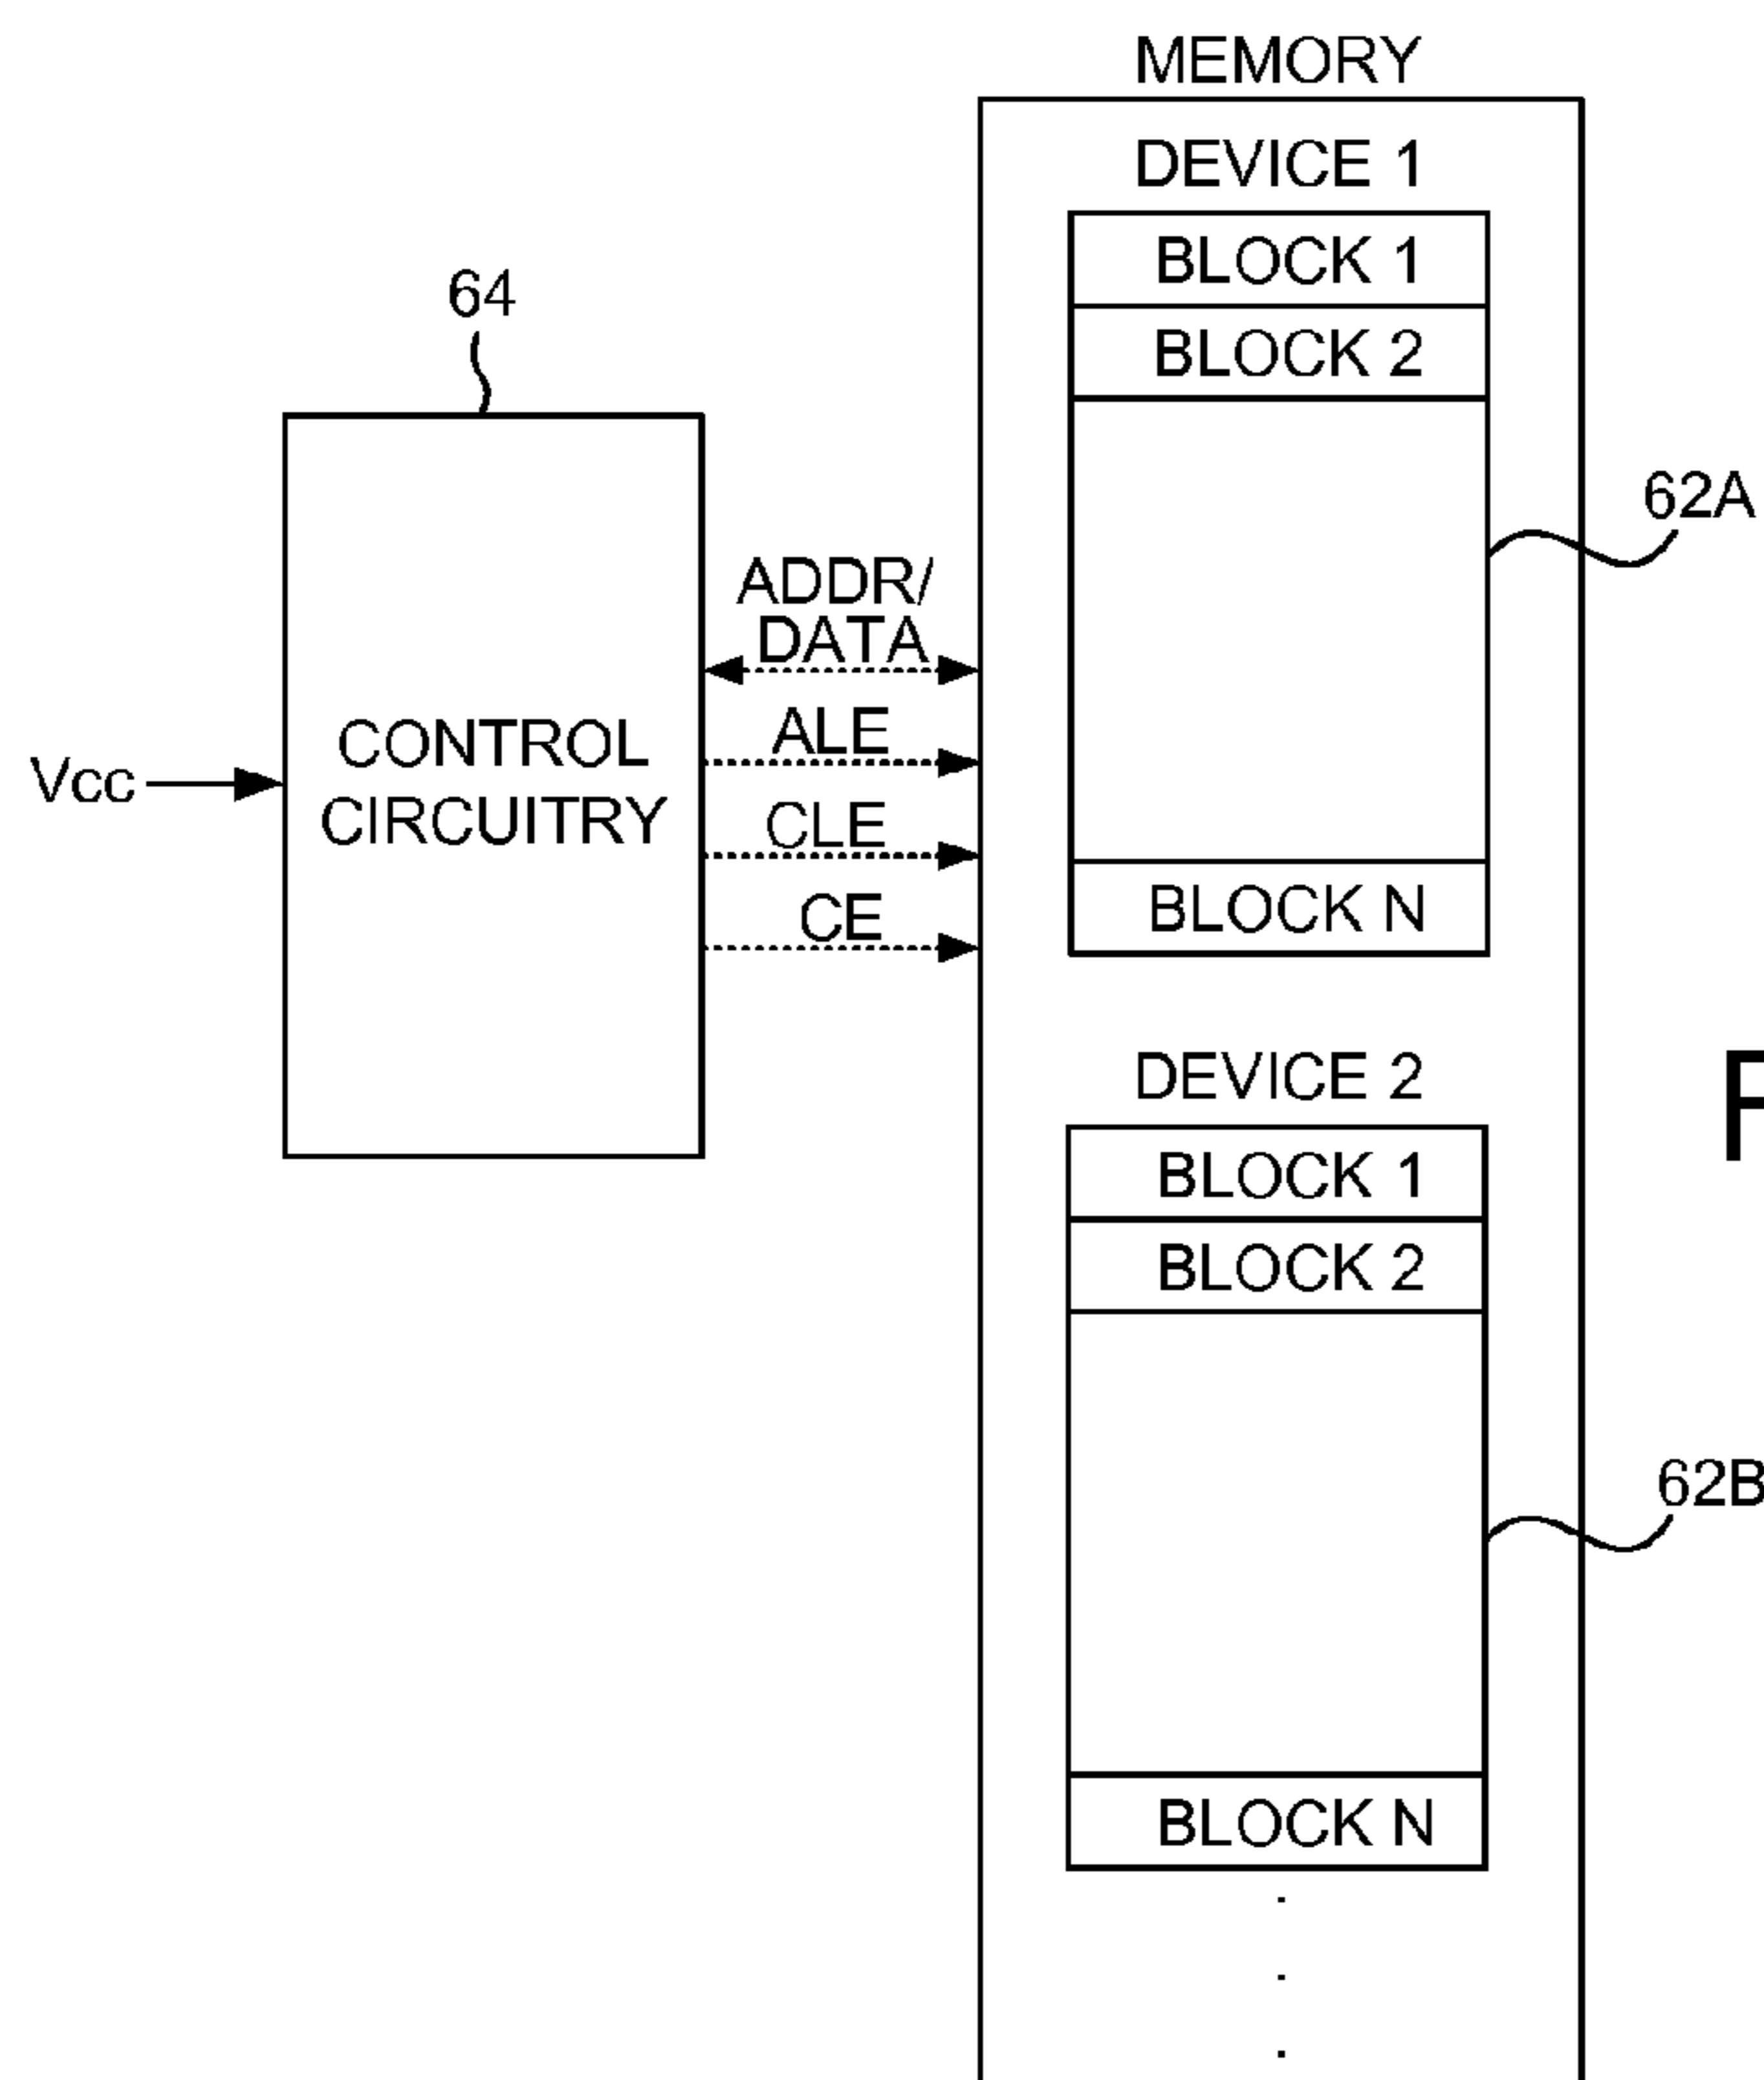 MEMORY
DEVICE 1
BLOCK 1
BLOCK 2
BLOCK N
62A
64
CONTROL
CIRCUITRY
Vcc
ADDR/
DATA
ALE
CLE
CE
DEVICE 2
BLOCK 1
BLOCK 2
BLOCK N
62B
F